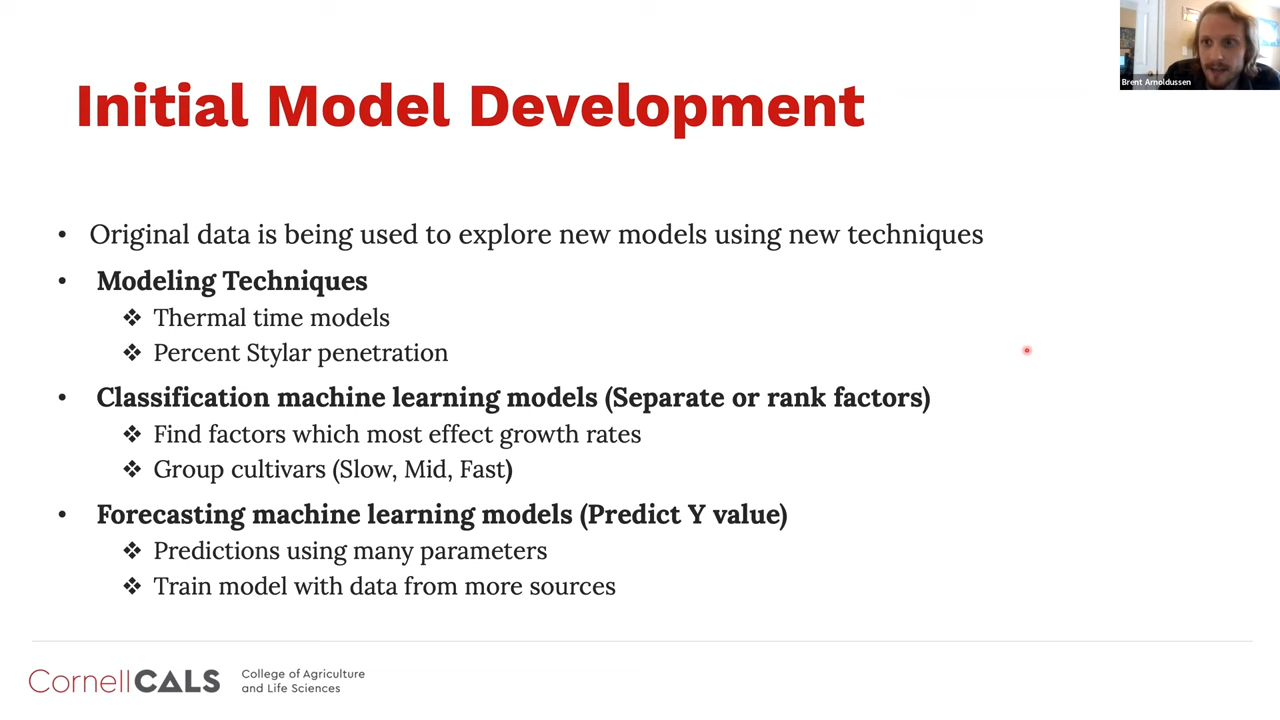 Brent Arnoldussen
Initial Model Development
• Original data is being used to explore new models using new techniques
• Modeling Techniques
❖ Thermal time models
❖ Percent Stylar penetration
• Classification machine learning models (Separate or rank factors)
❖ Find factors which most effect growth rates
❖ Group cultivars (Slow, Mid, Fast)
• Forecasting machine learning models (Predict Y value)
❖ Predictions using many parameters
❖ Train model with data from more sources
CornellCALS
College of Agriculture
and Life Sciences